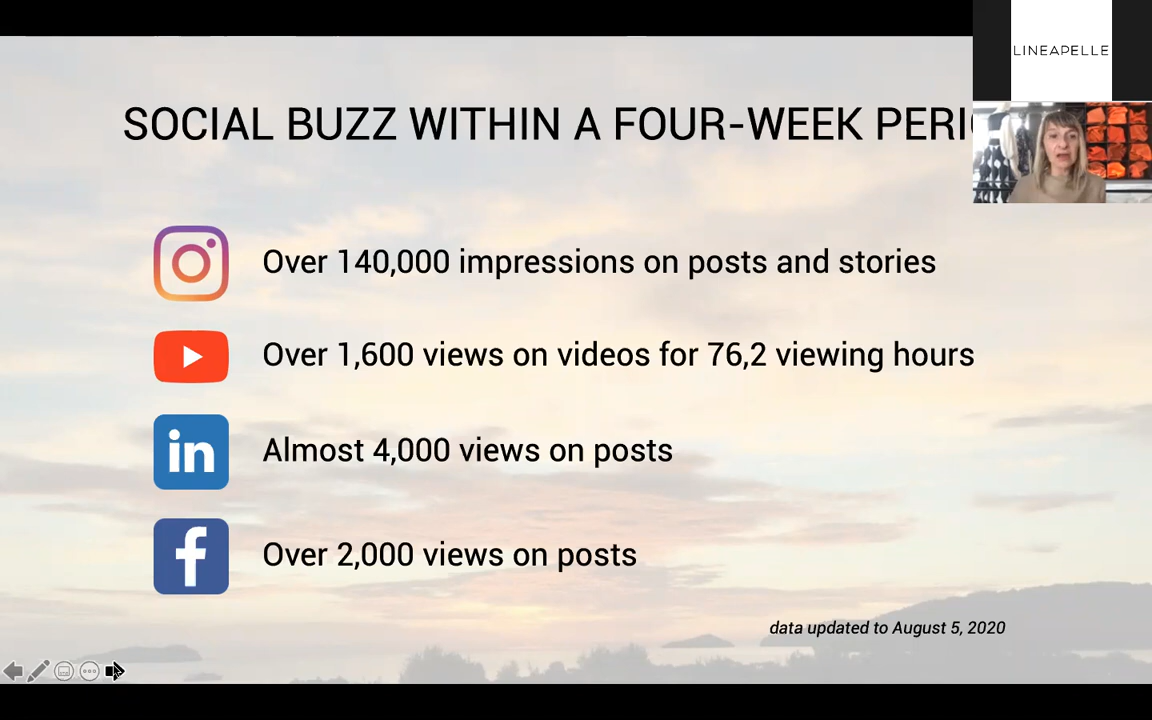 LINEAPELLE
SOCIAL BUZZ WITHIN A FOUR-WEEK
Over 140,000 impressions on posts and stories
Over 1,600 views on videos for 76,2 viewing hours
in
Almost 4,000 views on posts
f
Over 2,000 views on posts
data updated to August 5, 2020